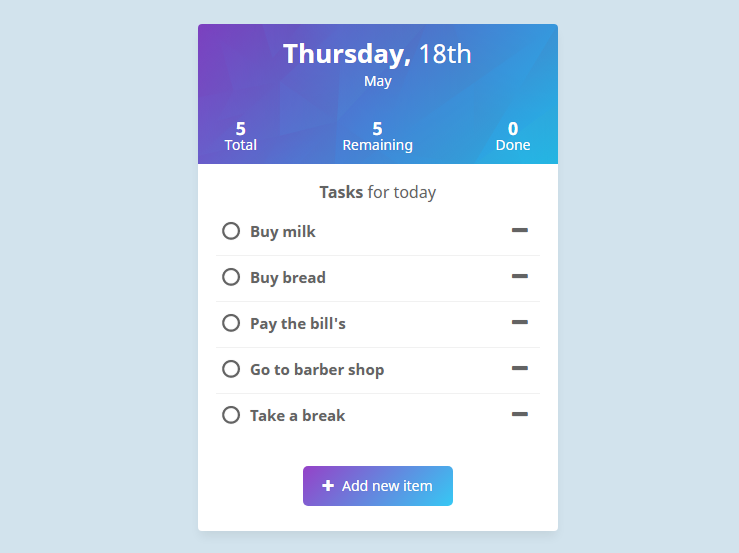 Thursday, 18th
May
5 5 0
Total Remaining Done
Tasks for today
Buy milk
Buy bread
Pay the bill's
Go to barber shop
Take a break
Add new item